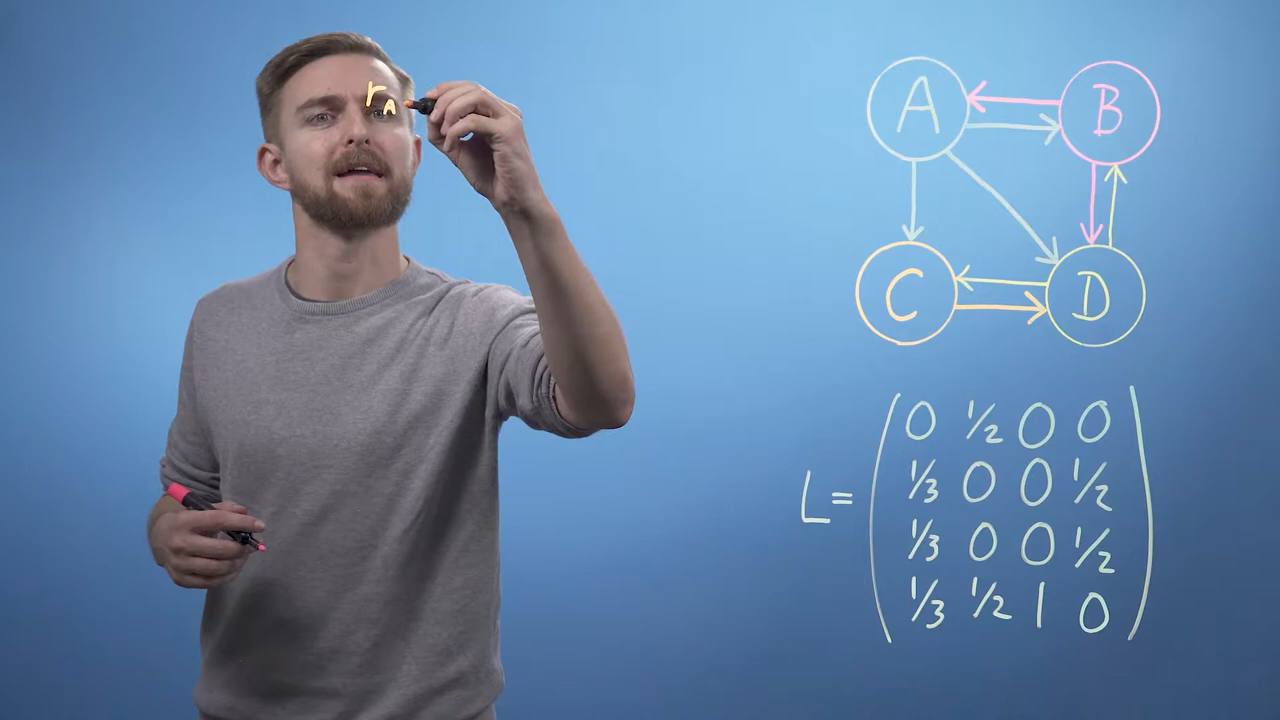 r_A
A B
C D
L= ( 0 1/2 0 0
1/3 0 0 1/2
1/3 0 0 1/2
1/3 1/2 1 0 )